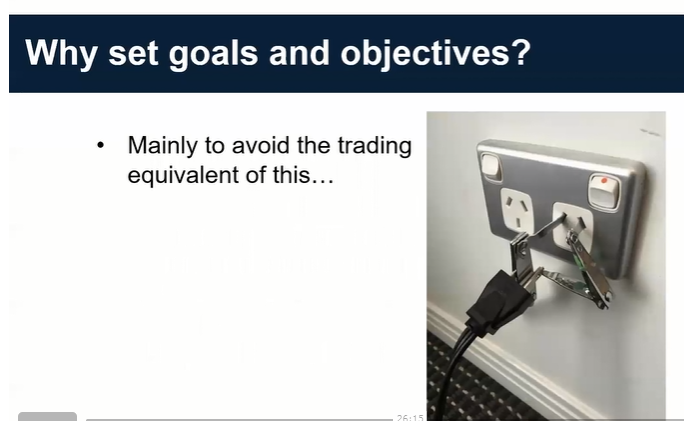 Why set goals and objectives?
• Mainly to avoid the trading
equivalent of this…
26:15